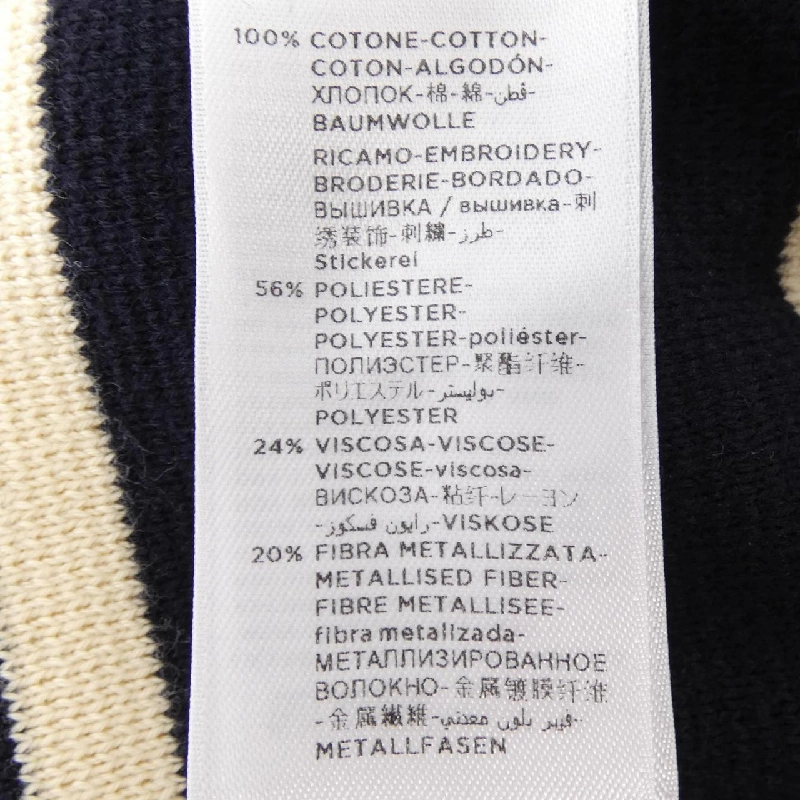 100% COTONE-COTTON-
COTON-ALGODÓN-
ХЛОПОК-棉-綿-قطن-
BAUMWOLLE
RICAMO-EMBROIDERY-
BRODERIE-BORDADO-
ВЫШИВКА / вышивка-刺
绣装饰-刺繍-طرز-
Stickerei
56% POLIESTERE-
POLYESTER-
POLYESTER-poliéster-
ПОЛИЭСТЕР-聚酯纤维-
ポリエステル-بوليستر-
POLYESTER
24% VISCOSA-VISCOSE-
VISCOSE-viscosa-
ВИСКОЗА-粘纤-レーヨン
-رايون فسكوز-VISKOSE
20% FIBRA METALLIZZATA-
METALLISED FIBER-
FIBRE METALLISEE-
fibra metalizada-
МЕТАЛЛИЗИРОВАННОЕ
ВОЛОКНО-金属镀膜纤维
-金属繊維-فيبر بلون معدني-
METALLFASEN